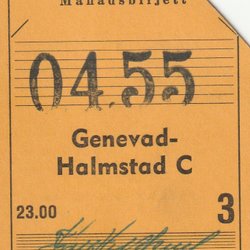 Månadsbiljett
04.55
Genevad-
Halmstad C
23.00 3